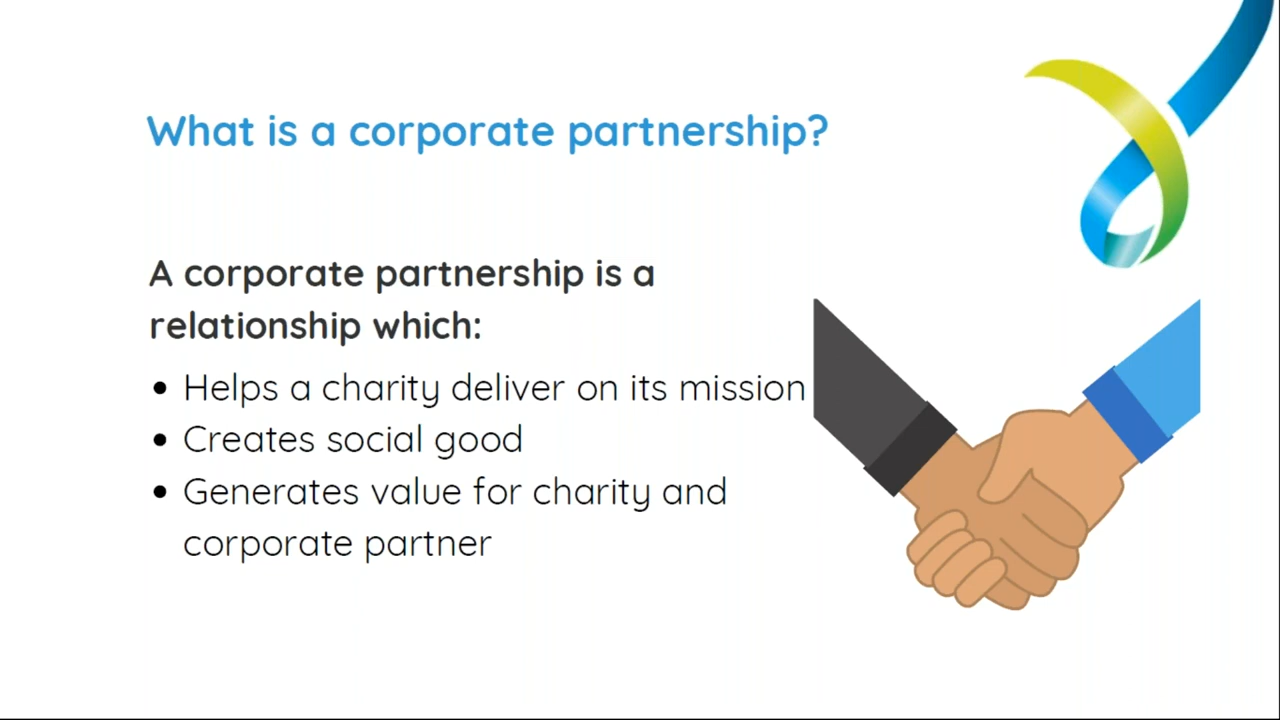 What is a corporate partnership?
A corporate partnership is a
relationship which:
• Helps a charity deliver on its mission
• Creates social good
• Generates value for charity and
corporate partner